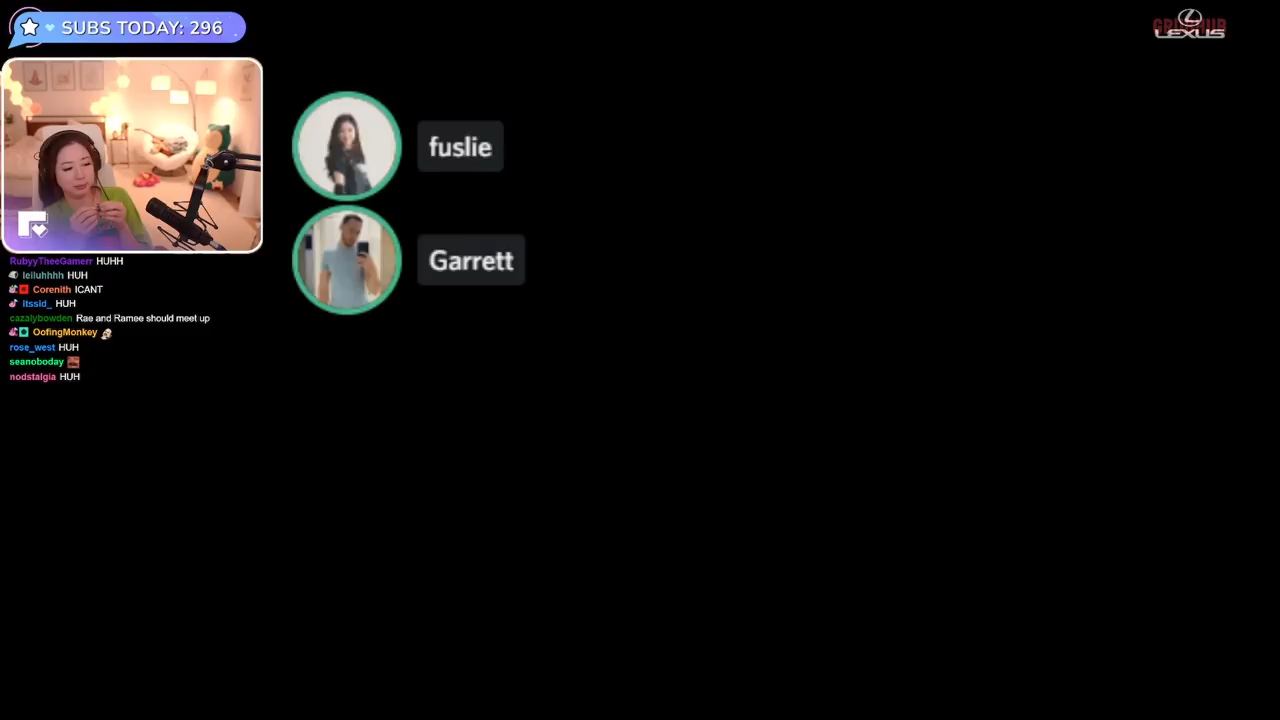 SUBS TODAY: 296
LEXUS
fuslie
Garrett
RubyyTheeGamerr HUHH
leiluhhhh HUH
Corenith ICANT
itssid_ HUH
cazalybowden Rae and Ramee should meet up
OofingMonkey
rose_west HUH
seanoboday
nodstalgia HUH